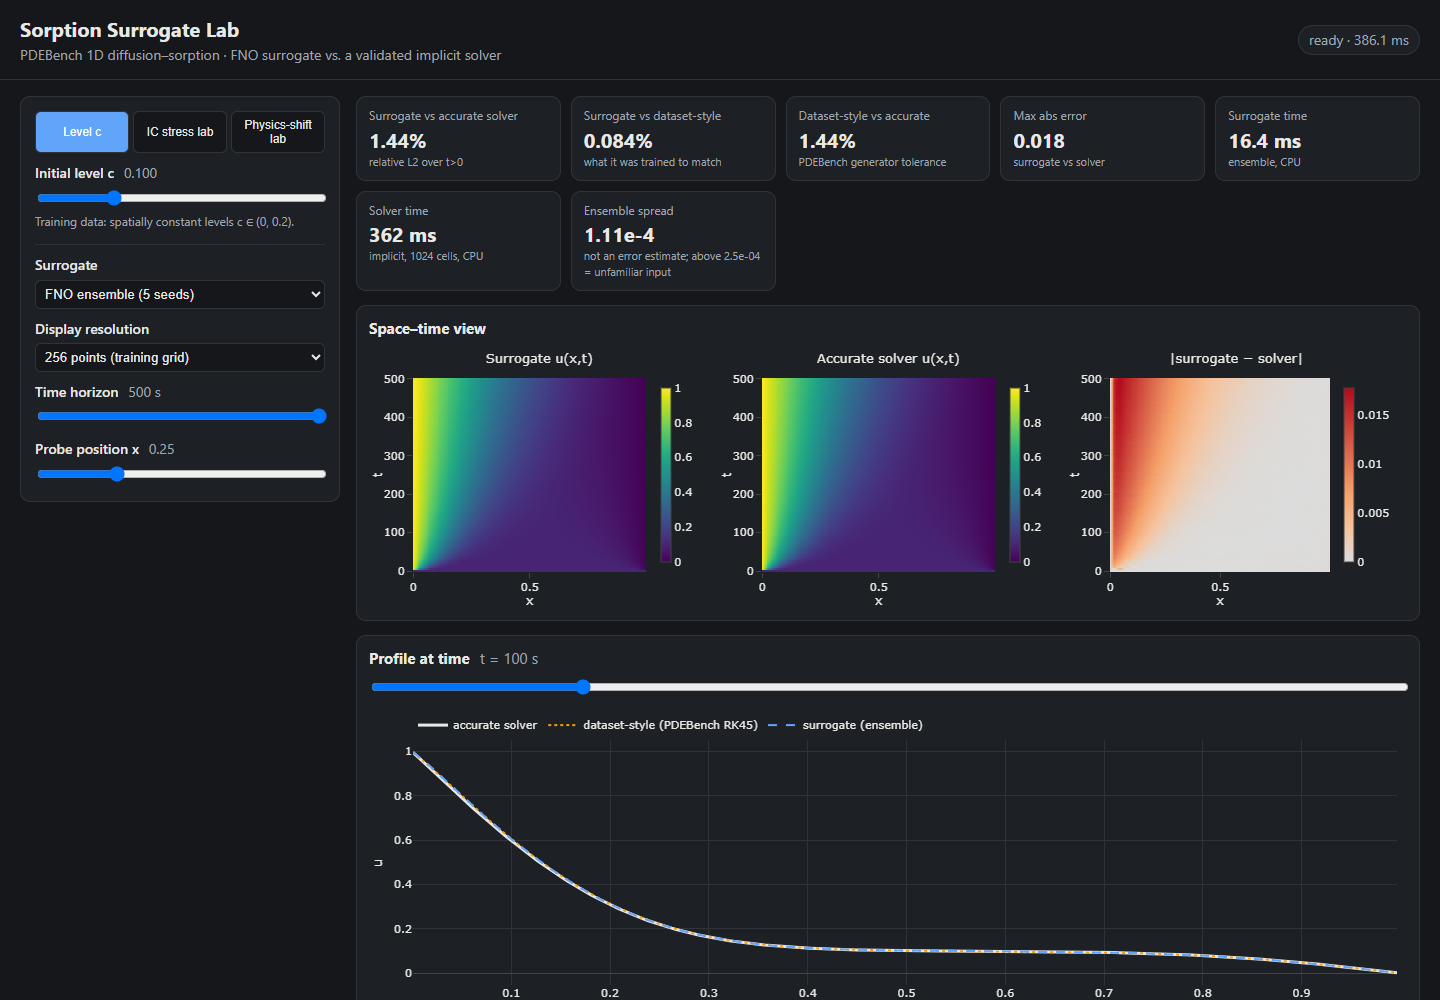 Sorption Surrogate Lab
PDEBench 1D diffusion–sorption · FNO surrogate vs. a validated implicit solver
ready · 386.1 ms
Level c
IC stress lab
Physics-shift
lab
Initial level c 0.100
Training data: spatially constant levels c ∈ (0, 0.2).
Surrogate
FNO ensemble (5 seeds)
Display resolution
256 points (training grid)
Time horizon 500 s
Probe position x 0.25
Surrogate vs accurate solver
1.44%
relative L2 over t>0
Surrogate vs dataset-style
0.084%
what it was trained to match
Dataset-style vs accurate
1.44%
PDEBench generator tolerance
Max abs error
0.018
surrogate vs solver
Surrogate time
16.4 ms
ensemble, CPU
Solver time
362 ms
implicit, 1024 cells, CPU
Ensemble spread
1.11e-4
not an error estimate; above 2.5e-04
= unfamiliar input
Space–time view
Surrogate u(x,t)
500
400
300
200
100
0
t
0 0.5
x
1
0.8
0.6
0.4
0.2
0
Accurate solver u(x,t)
500
400
300
200
100
0
t
0 0.5
x
1
0.8
0.6
0.4
0.2
0
|surrogate − solver|
500
400
300
200
100
0
t
0 0.5
x
0.015
0.01
0.005
0
Profile at time t = 100 s
accurate solver dataset-style (PDEBench RK45) surrogate (ensemble)
1
0.8
0.6
0.4
0.2
0
u
0.1 0.2 0.3 0.4 0.5 0.6 0.7 0.8 0.9